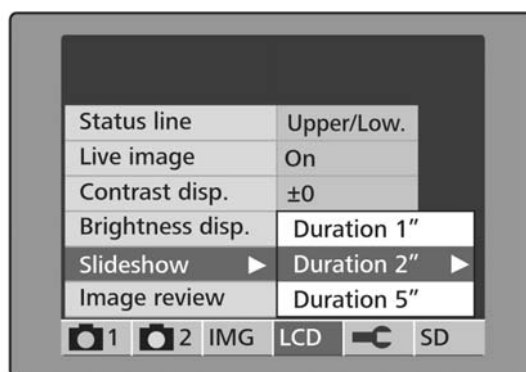 Status line Upper/Low.
Live image On
Contrast disp. ±0
Brightness disp. Duration 1″
Slideshow ▶ Duration 2″ ▶
Image review Duration 5″
1 2 IMG LCD SD